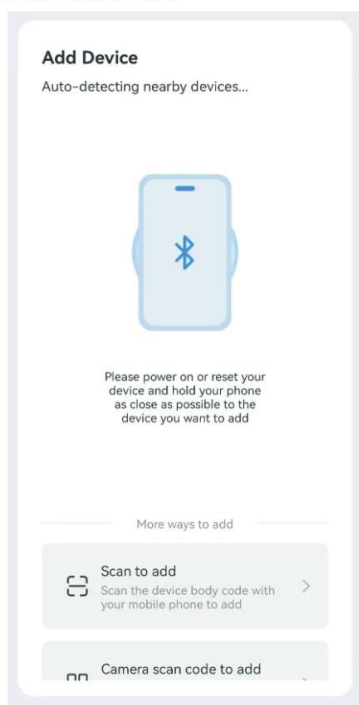 Add Device
Auto-detecting nearby devices...
Please power on or reset your
device and hold your phone
as close as possible to the
device you want to add
More ways to add
Scan to add
Scan the device body code with
your mobile phone to add
Camera scan code to add